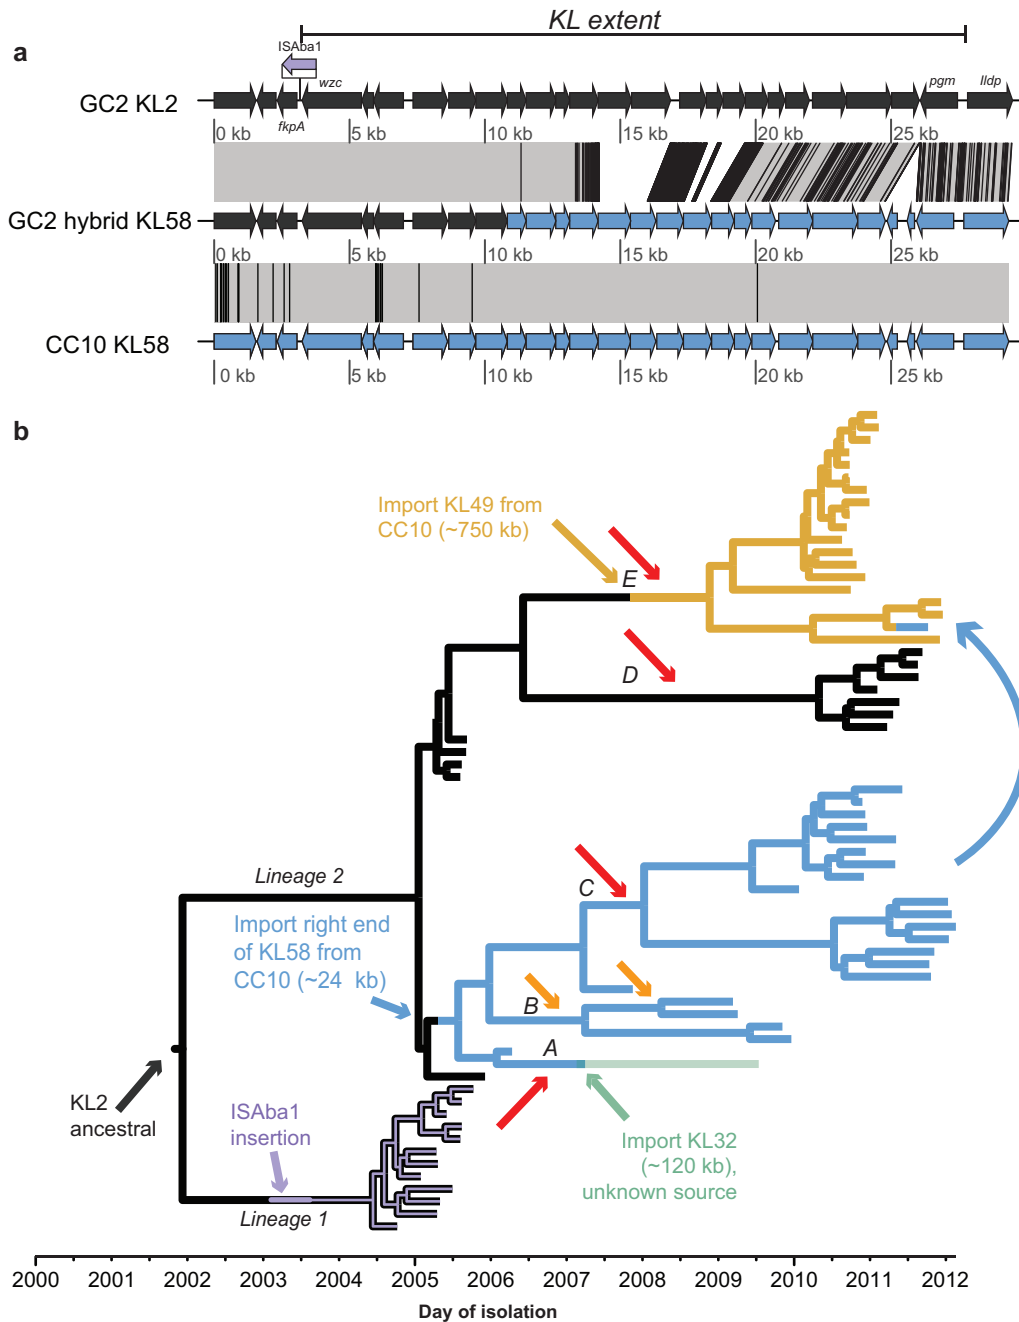 KL extent
a
ISAba1
wzc
pgm
lldp
GC2 KL2
fkpA
0 kb 5 kb 10 kb 15 kb 20 kb 25 kb
GC2 hybrid KL58
0 kb 5 kb 10 kb 15 kb 20 kb 25 kb
CC10 KL58
0 kb 5 kb 10 kb 15 kb 20 kb 25 kb
b
Import KL49 from
CC10 (~750 kb)
E
D
Lineage 2
C
Import right end
of KL58 from
CC10 (~24 kb)
B
A
KL2
ancestral
ISAba1
insertion
Import KL32
(~120 kb),
unknown source
Lineage 1
2000 2001 2002 2003 2004 2005 2006 2007 2008 2009 2010 2011 2012
Day of isolation